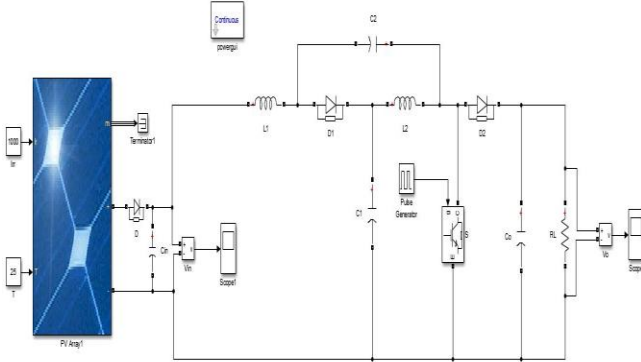 Continuous
powergui
C2
L1
D1
L2
D2
1000
Irr
Terminator1
Pulse
Generator
C1
S
Co
RL
Vo
Scope
D
Cin
Vin
Scope1
25
T
PV Array1